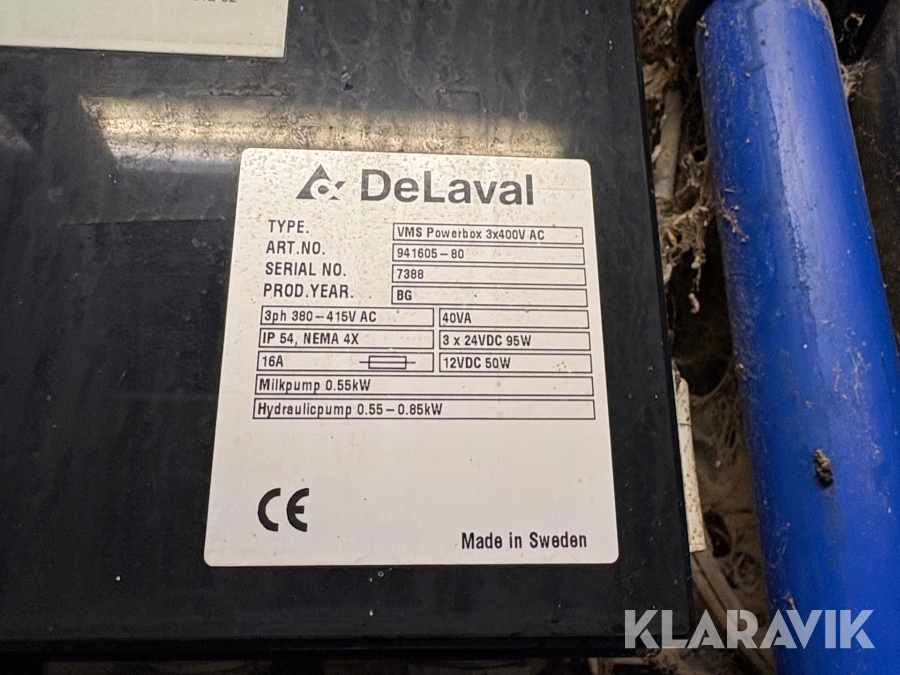 DeLaval
TYPE. VMS Powerbox 3x400V AC
ART.NO. 941605-80
SERIAL NO. 7388
PROD.YEAR. BG
3ph 380-415V AC 40VA
IP 54, NEMA 4X 3 x 24VDC 95W
16A 12VDC 50W
Milkpump 0.55kW
Hydraulicpump 0.55-0.85kW
CE
Made in Sweden
KLARAVIK